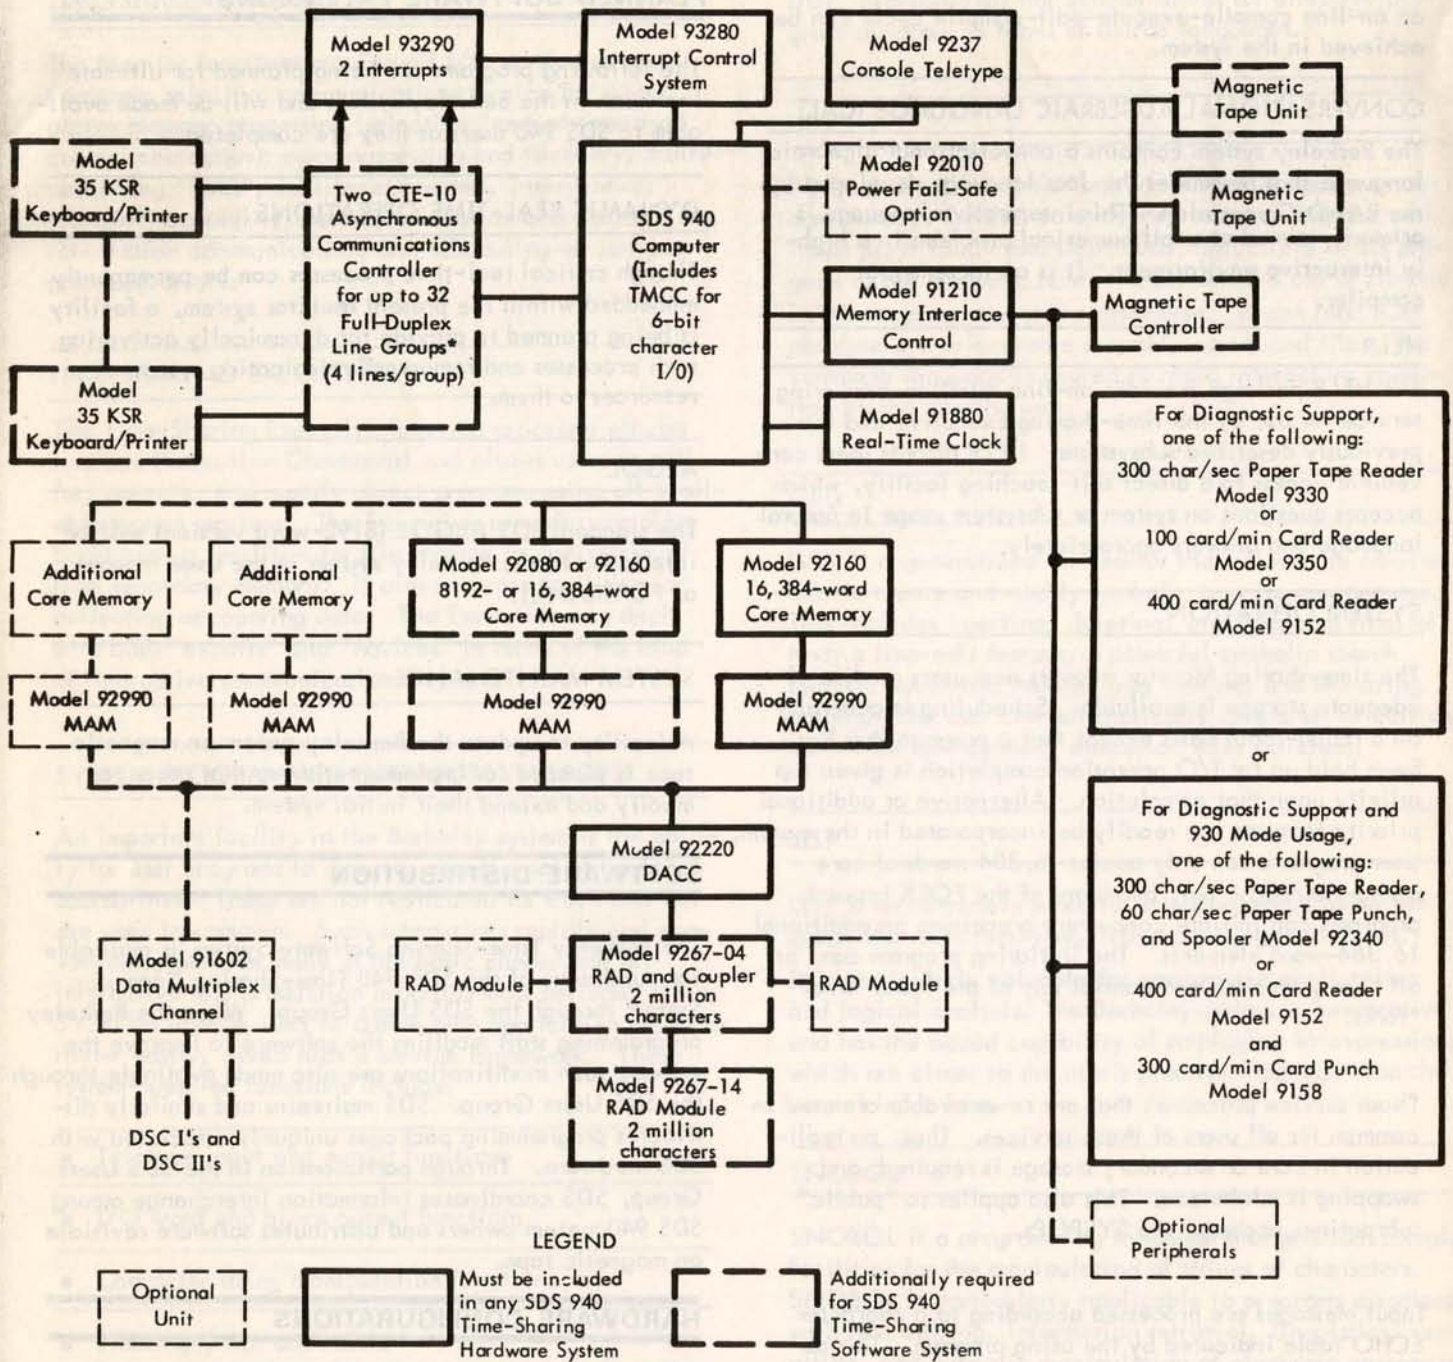 Model 93290
2 Interrupts
Model 93280
Interrupt Control
System
Model 9237
Console Teletype
Magnetic
Tape Unit
Model
35 KSR
Keyboard/Printer
Two CTE-10
Asynchronous
Communications
Controller
for up to 32
Full-Duplex
Line Groups"
(4 lines/group)
SDS 940
Computer
(Includes
TMCC for
6-bit
character
I/O)
Model 92010
Power Fail-Safe
Option
Magnetic
Tape Unit
Model 91210
Memory Interlace
Control
Magnetic Tape
Controller
Model
35 KSR
Keyboard/Printer
Model 91880
Real-Time Clock
For Diagnostic Support,
one of the following:
300 char/sec Paper Tape Reader
Model 9330
or
100 card/min Card Reader
Model 9350
or
400 card/min Card Reader
Model 9152
Additional
Core Memory
Additional
Core Memory
Model 92080 or 92160
8192- or 16, 384-word
Core Memory
Model 92160
16, 384-word
Core Memory
Model 92990
MAM
Model 92990
MAM
Model 92990
MAM
Model 92990
MAM
or
For Diagnostic Support and
930 Mode Usage,
one of the following:
300 char/sec Paper Tape Reader,
60 char/sec Paper Tape Punch,
and Spooler Model 92340
or
400 card/min Card Reader
Model 9152
and
300 card/min Card Punch
Model 9158
Model 92220
DACC
Model 91602
Data Multiplex
Channel
RAD Module
Model 9267-04
RAD and Coupler
2 million
characters
RAD Module
Model 9267-14
RAD Module
2 million
characters
DSC I's and
DSC II's
Optional
Peripherals
LEGEND
Optional
Unit
Must be included
in any SDS 940
Time-Sharing
Hardware System
Additionally required
for SDS 940
Time-Sharing
Software System